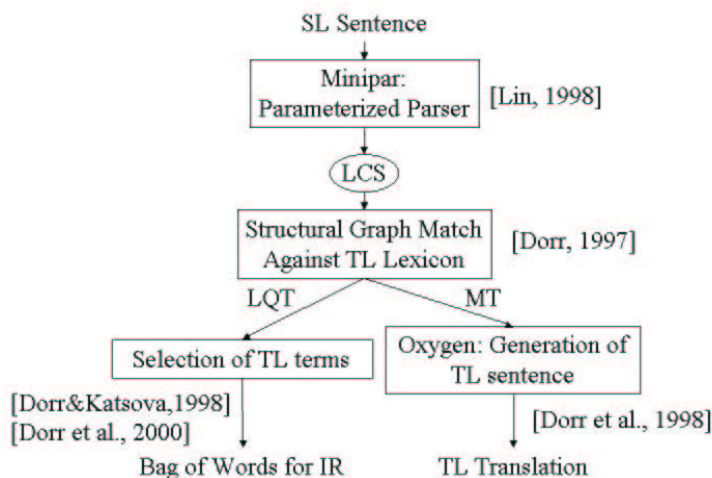 SL Sentence
Minipar:
Parameterized Parser
[Lin, 1998]
LCS
Structural Graph Match
Against TL Lexicon
[Dorr, 1997]
LQT
MT
Selection of TL terms
Oxygen: Generation of
TL sentence
[Dorr&Katsova,1998]
[Dorr et al., 2000]
[Dorr et al., 1998]
Bag of Words for IR
TL Translation